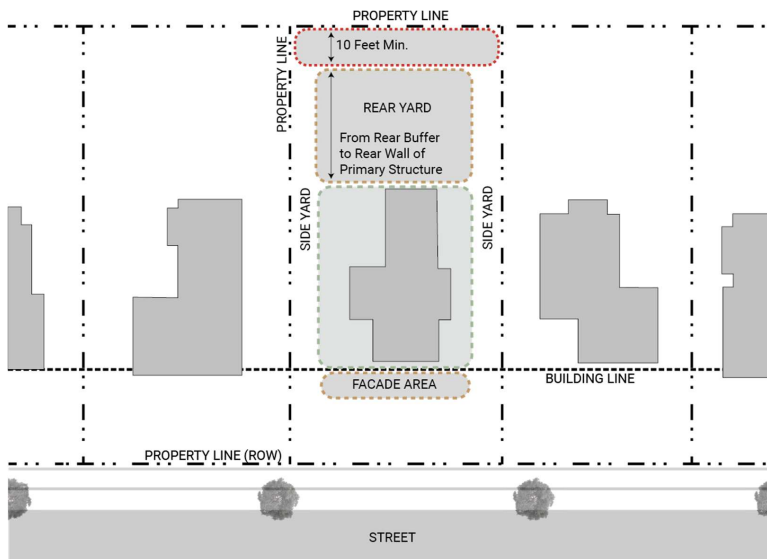 PROPERTY LINE
PROPERTY LINE
10 Feet Min.
REAR YARD
From Rear Buffer
to Rear Wall of
Primary Structure
SIDE YARD
SIDE YARD
FACADE AREA
BUILDING LINE
PROPERTY LINE (ROW)
STREET